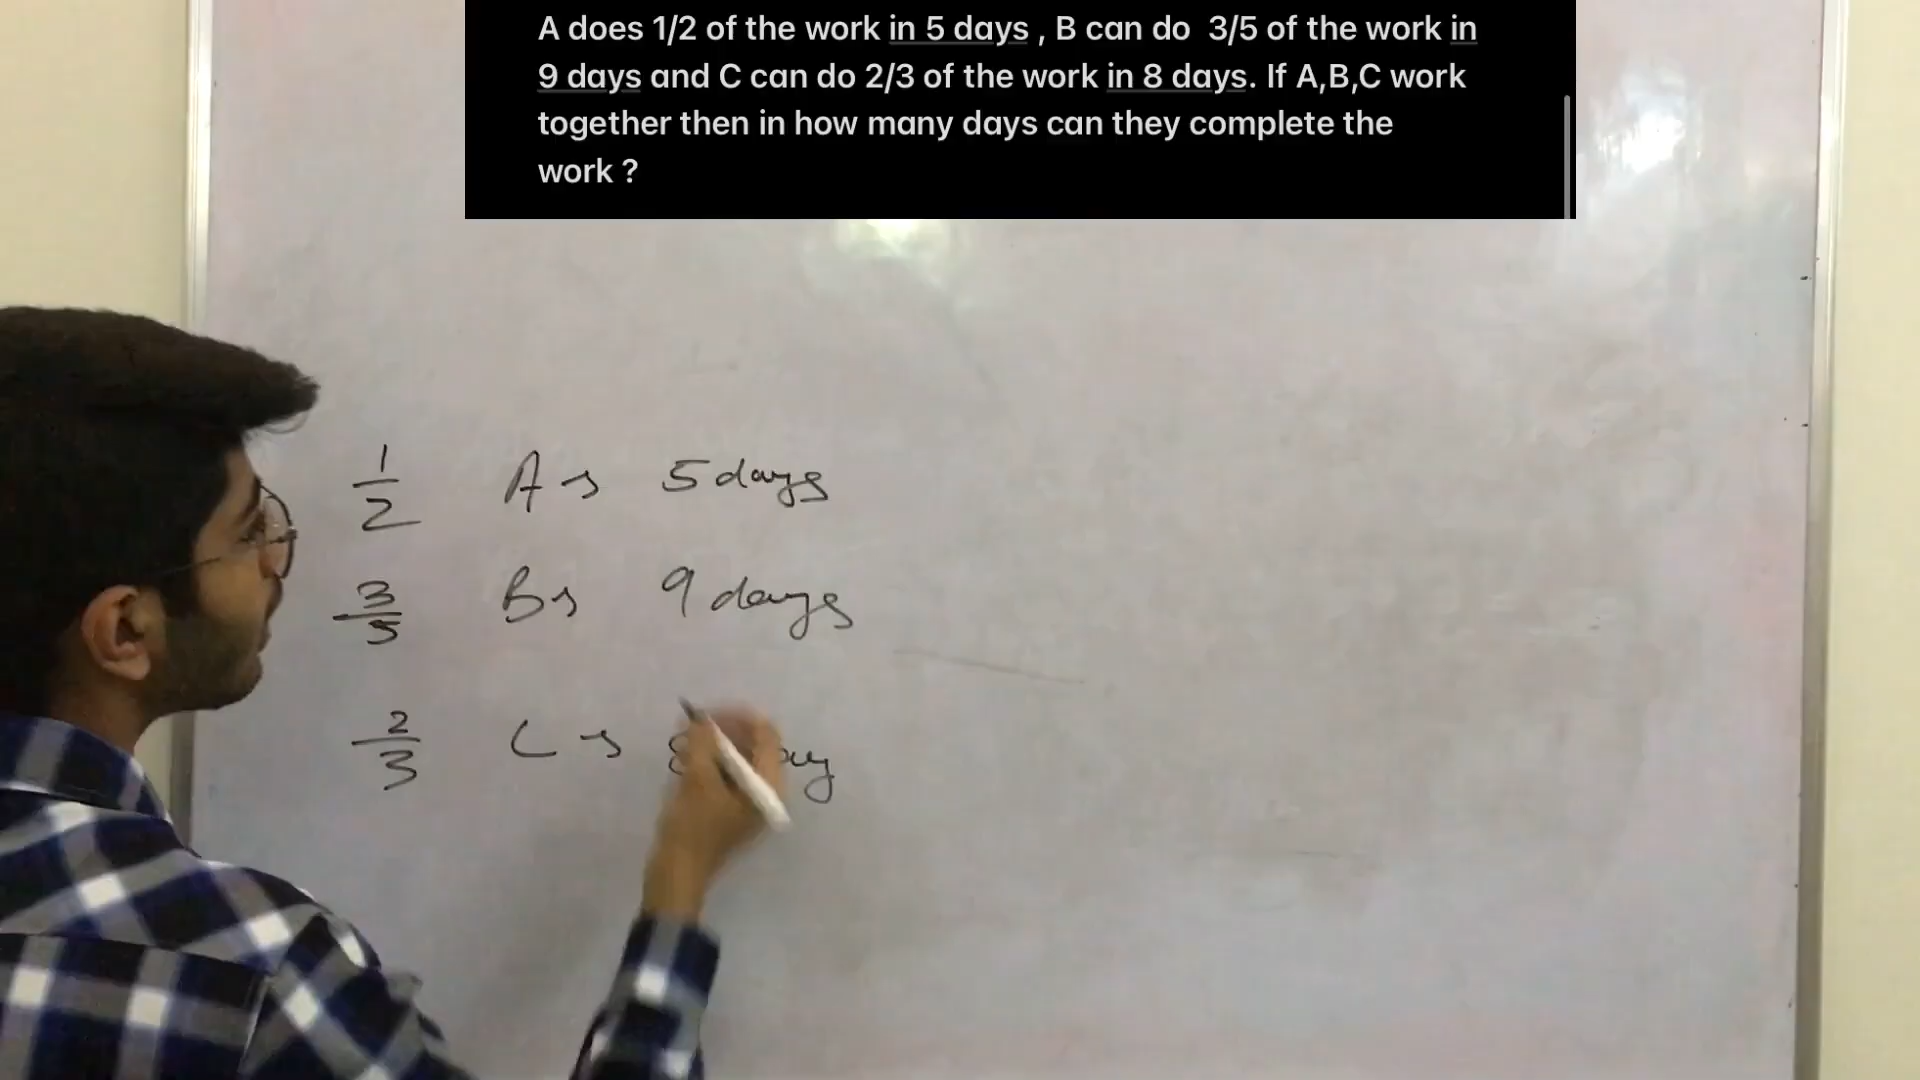 A does 1/2 of the work in 5 days , B can do 3/5 of the work in
9 days and C can do 2/3 of the work in 8 days. If A,B,C work
together then in how many days can they complete the
work ?
1/2 A → 5 days
3/5 B → 9 days
2/3 C → 8